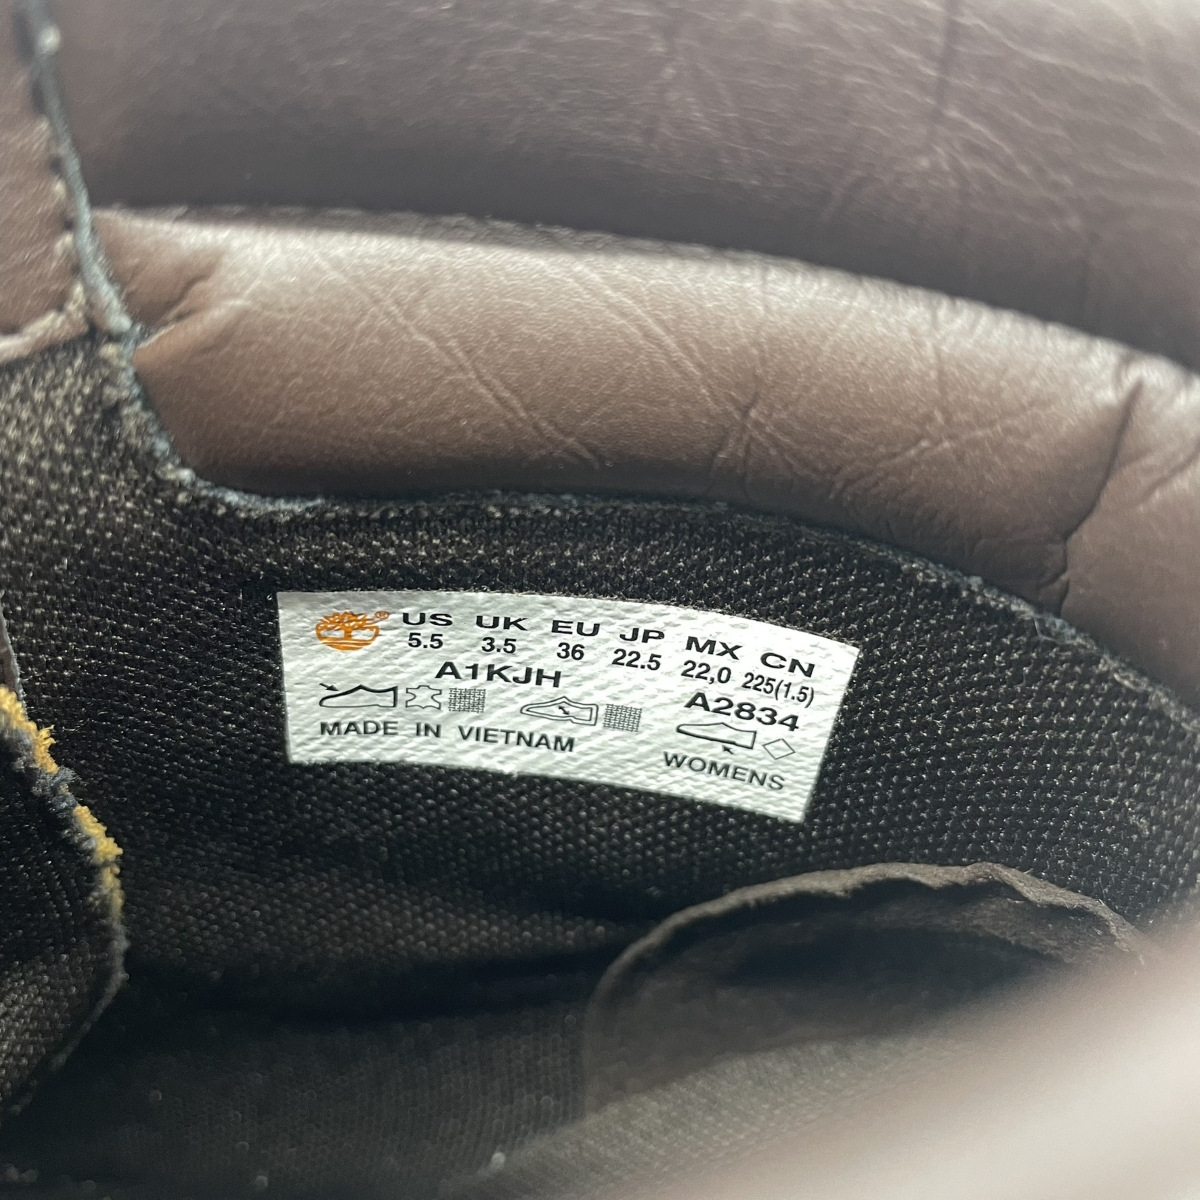 ® US UK EU JP MX CN
5.5 3.5 36 22.5 22,0 225(1.5)
A1KJH A2834
MADE IN VIETNAM WOMENS